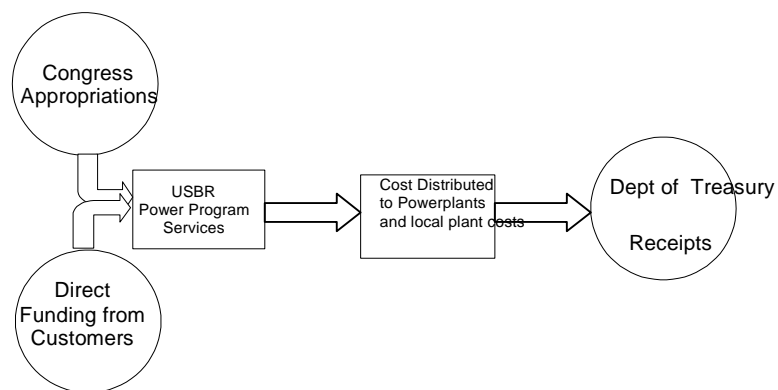 Congress
Appropriations
USBR
Power Program
Services
Cost Distributed
to Powerplants
and local plant costs
Dept of Treasury
Receipts
Direct
Funding from
Customers